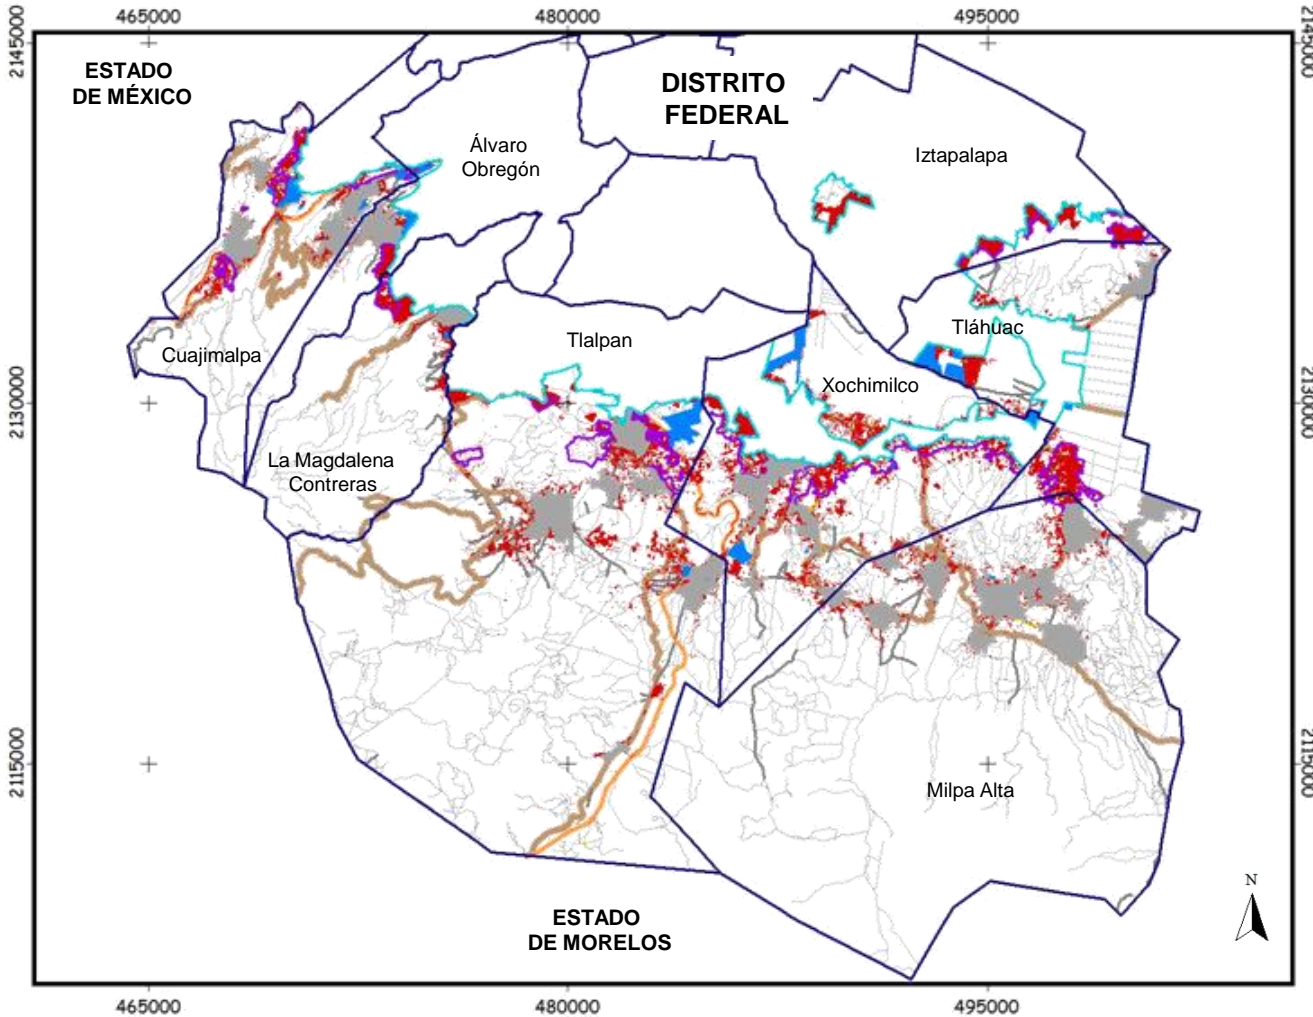 465000
480000
495000
2145000
2145000
ESTADO
DE MÉXICO
DISTRITO
FEDERAL
Álvaro
Obregón
Iztapalapa
Tlalpan
Tláhuac
Cuajimalpa
Xochimilco
2130000
2130000
La Magdalena
Contreras
2115000
2115000
Milpa Alta
N
ESTADO
DE MORELOS
465000
480000
495000